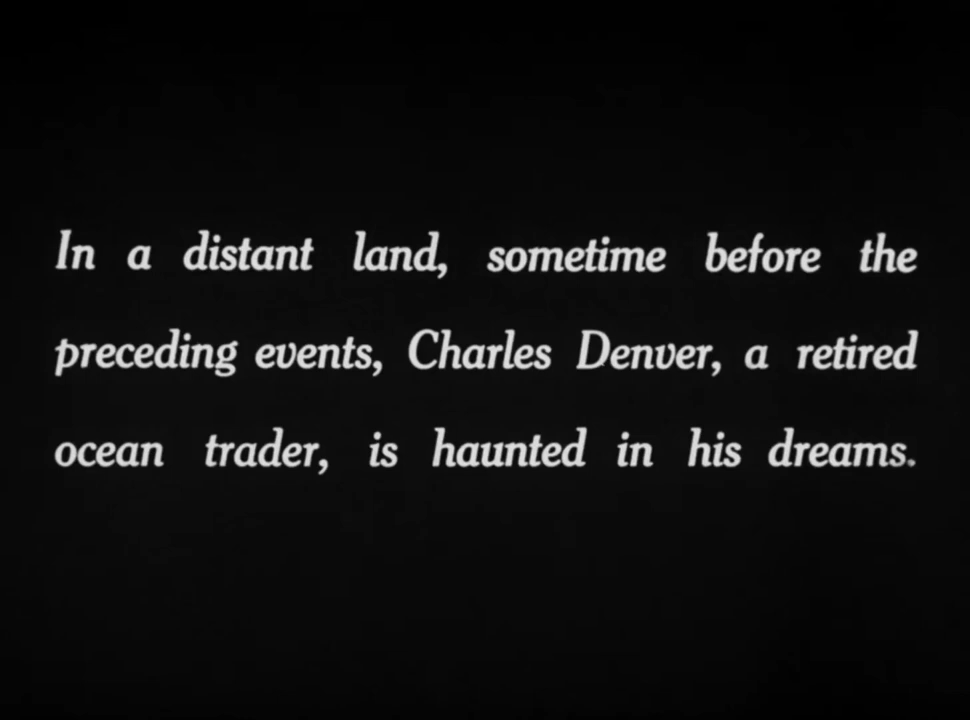 In a distant land, sometime before the
preceding events, Charles Denver, a retired
ocean trader, is haunted in his dreams.